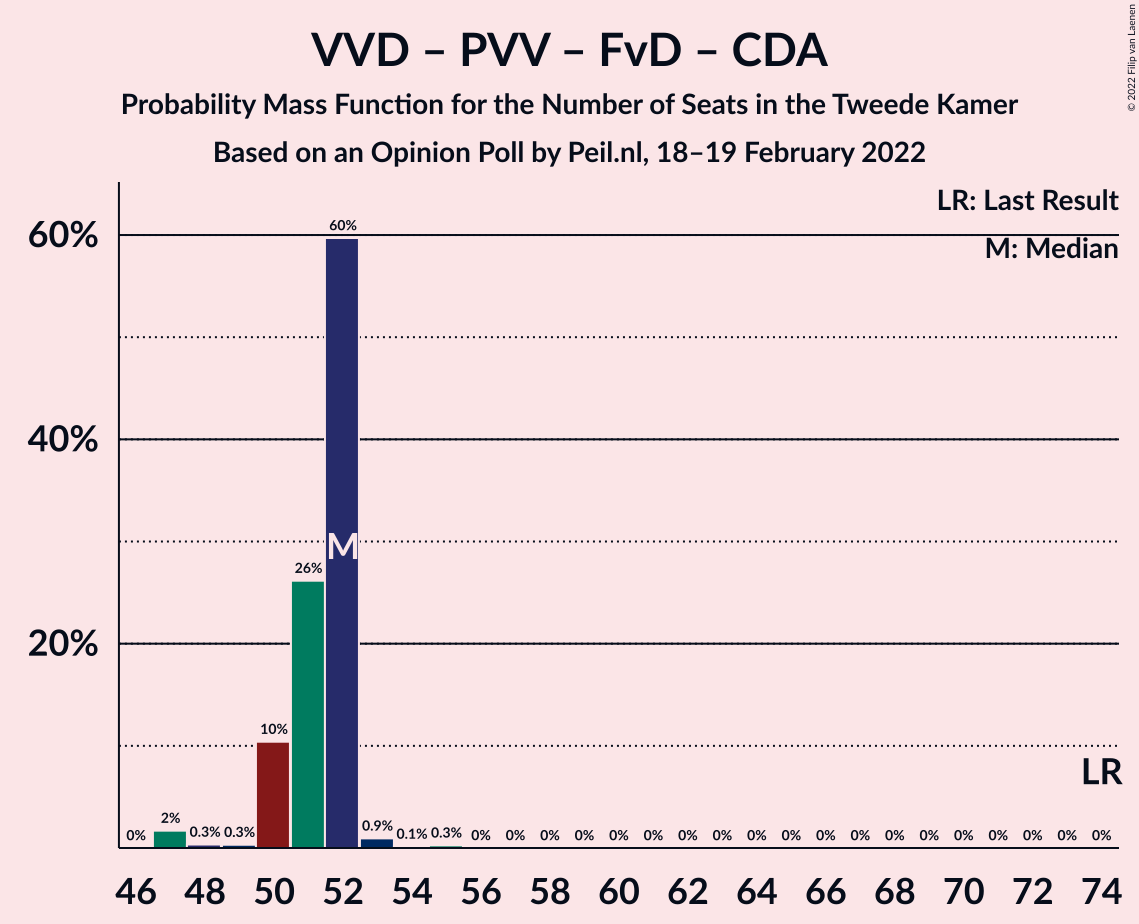 VVD – PVV – FvD – CDA
Probability Mass Function for the Number of Seats in the Tweede Kamer
Based on an Opinion Poll by Peil.nl, 18–19 February 2022
© 2022 Filip van Laenen
LR: Last Result
M: Median
60%
40%
20%
0% 2% 0.3% 0.3% 10% 26% 60% 0.9% 0.1% 0.3% 0% 0% 0% 0% 0% 0% 0% 0% 0% 0% 0% 0% 0% 0% 0% 0% 0% 0% 0%
M
LR
46 48 50 52 54 56 58 60 62 64 66 68 70 72 74